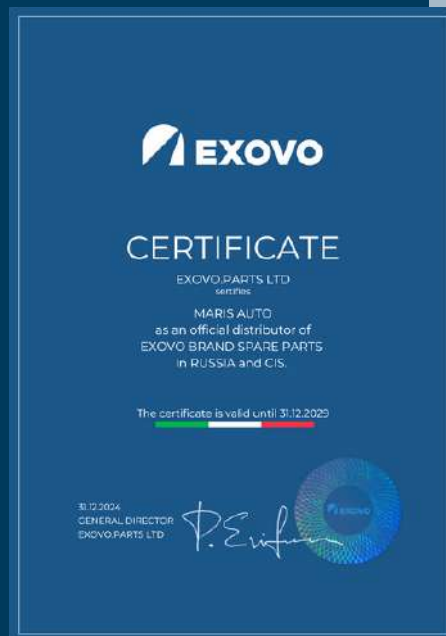 EXOVO
CERTIFICATE
EXOVO.PARTS LTD
sertifies
MARIS AUTO
as an official distributor of
EXOVO BRAND SPARE PARTS
in RUSSIA and CIS.
The certificate is valid until 31.12.2029
31.12.2024
GENERAL DIRECTOR
EXOVO.PARTS LTD
EXOVO